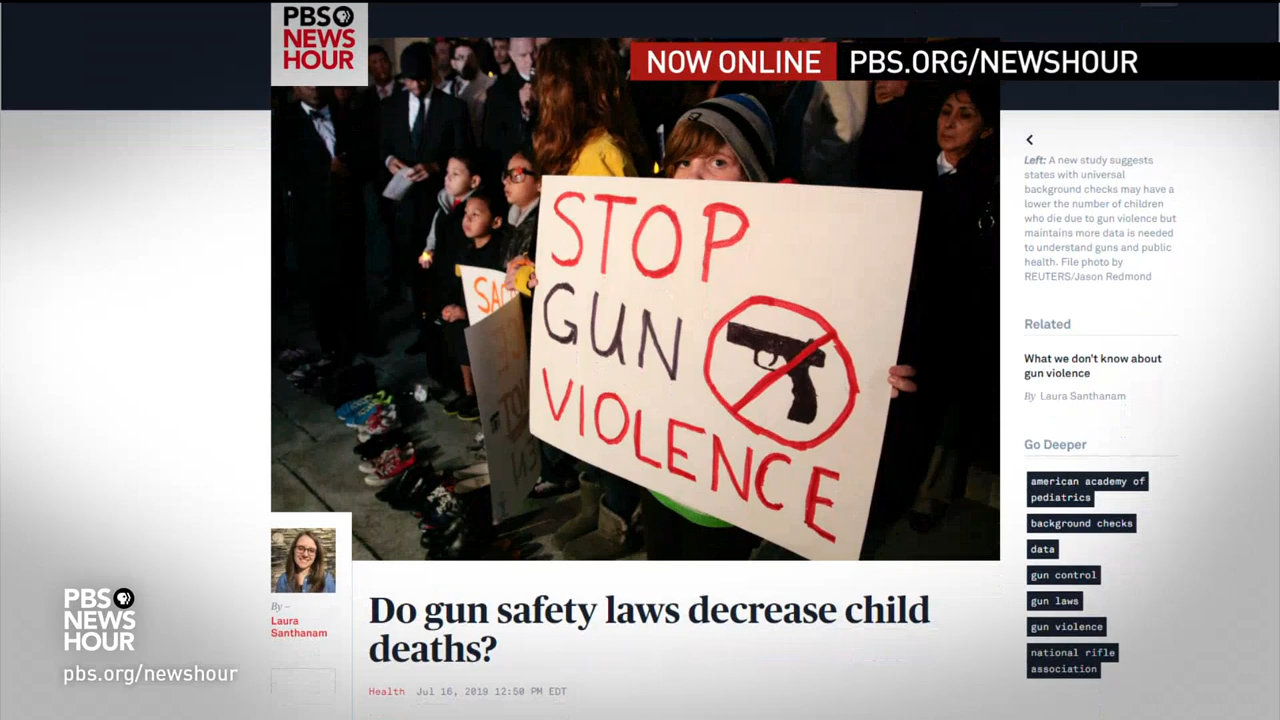 PBS
NEWS
HOUR
NOW ONLINE PBS.ORG/NEWSHOUR
STOP
GUN
VIOLENCE
Left: A new study suggests
states with universal
background checks may have a
lower the number of children
who die due to gun violence but
maintains more data is needed
to understand guns and public
health. File photo by
REUTERS/Jason Redmond
Related
What we don't know about
gun violence
By Laura Santhanam
Go Deeper
american academy of
pediatrics
background checks
data
gun control
gun laws
gun violence
national rifle
association
By –
Laura
Santhanam
Do gun safety laws decrease child
deaths?
Health Jul 16, 2019 12:50 PM EDT
PBS
NEWS
HOUR
pbs.org/newshour